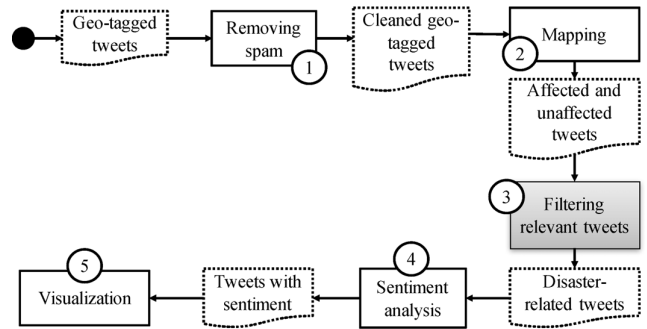 Geo-tagged
tweets
Removing
spam
1
Cleaned geo-
tagged
tweets
Mapping
2
Affected and
unaffected
tweets
3
Filtering
relevant tweets
Disaster-
related tweets
4
Sentiment
analysis
Tweets with
sentiment
5
Visualization